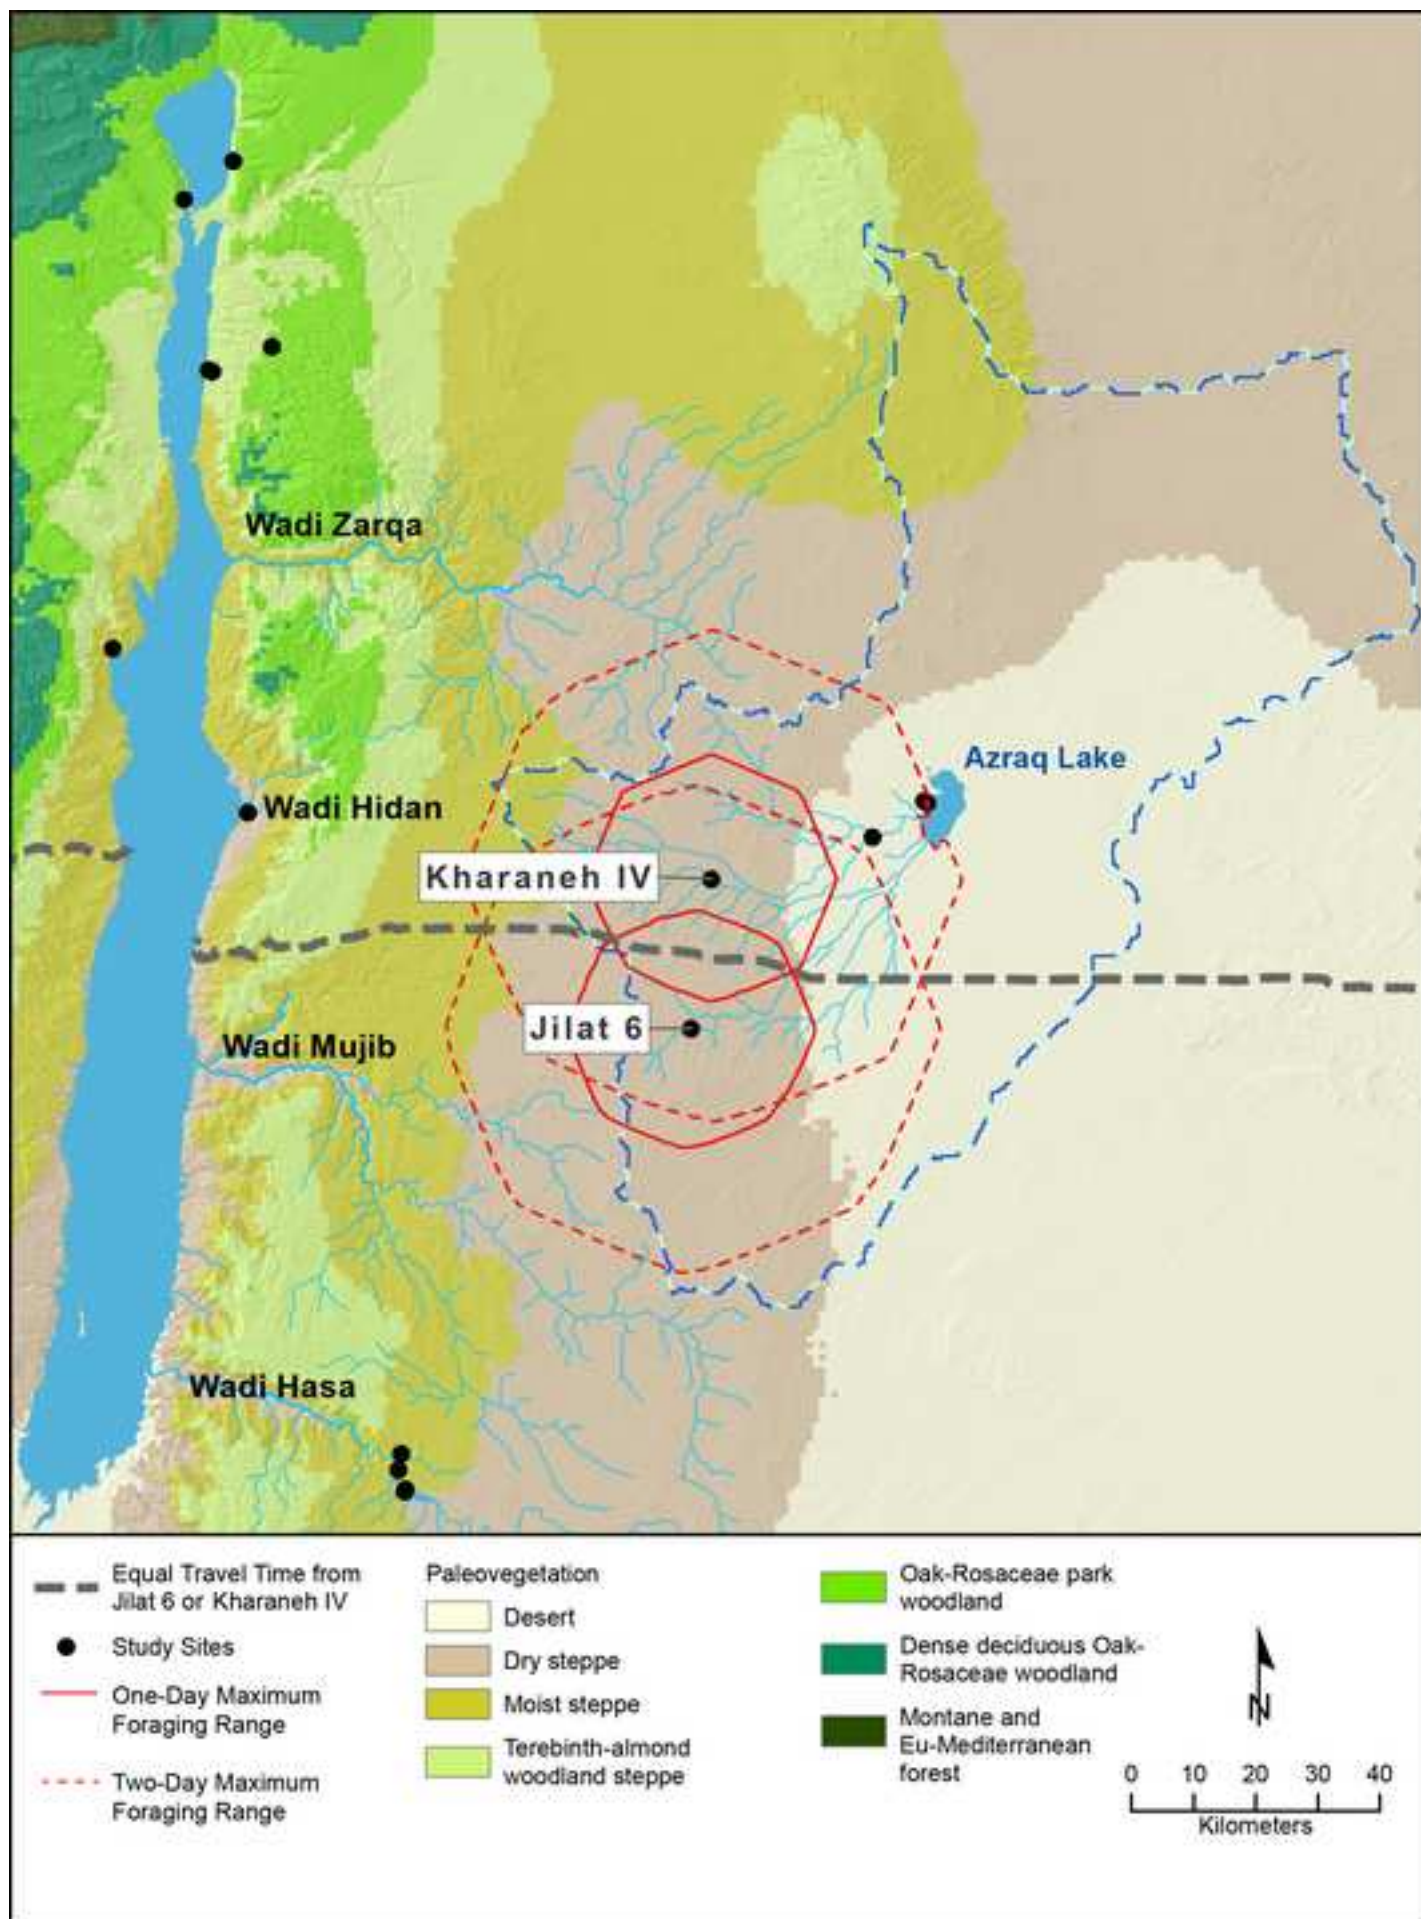 Wadi Zarqa
Azraq Lake
Wadi Hidan
Kharaneh IV
Jilat 6
Wadi Mujib
Wadi Hasa
Equal Travel Time from
Jilat 6 or Kharaneh IV
Study Sites
One-Day Maximum
Foraging Range
Two-Day Maximum
Foraging Range
Paleovegetation
Desert
Dry steppe
Moist steppe
Terebinth-almond
woodland steppe
Oak-Rosaceae park
woodland
Dense deciduous Oak-
Rosaceae woodland
Montane and
Eu-Mediterranean
forest
N
0 10 20 30 40
Kilometers